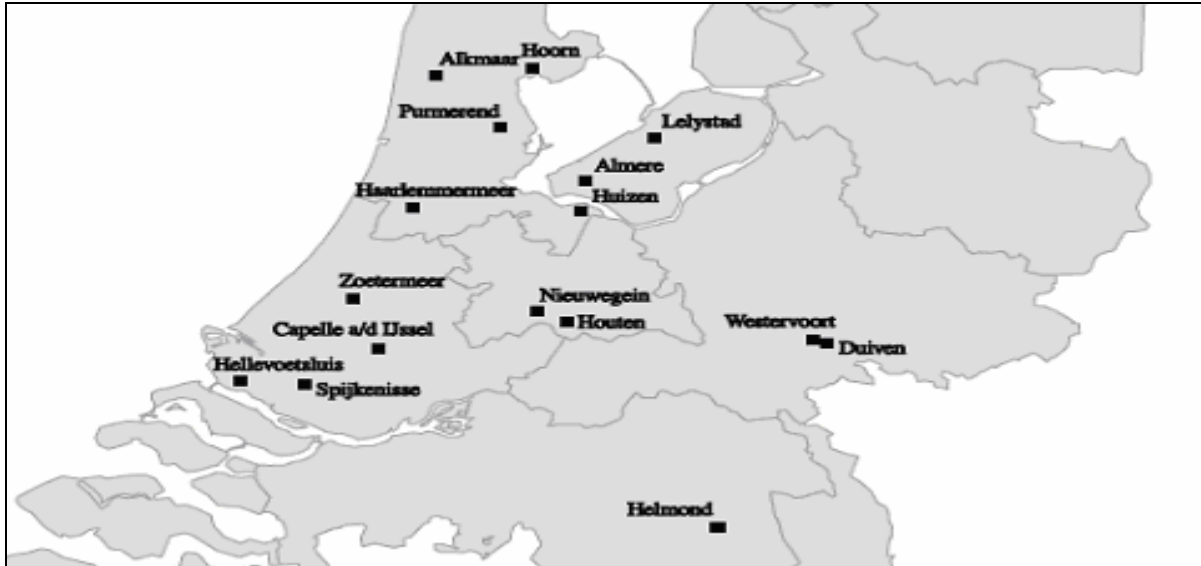 Hoorn
Alkmaar
Purmerend
Lelystad
Almere
Haarlemmermeer
Huizen
Zoetermeer
Nieuwegein
Houten
Westervoort
Capelle a/d IJssel
Duiven
Hellevoetsluis
Spijkenisse
Helmond